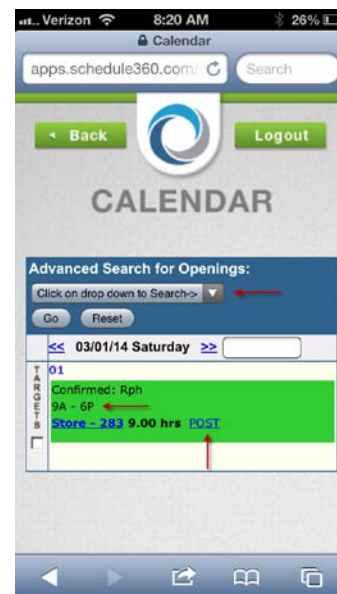 Verizon 8:20 AM 26%
Calendar
apps.schedule360.com/ Search
Back Logout
CALENDAR
Advanced Search for Openings:
Click on drop down to Search->
Go Reset
<< 03/01/14 Saturday >>
TARGETS
01
Confirmed: Rph
9A - 6P
Store - 283 9.00 hrs POST